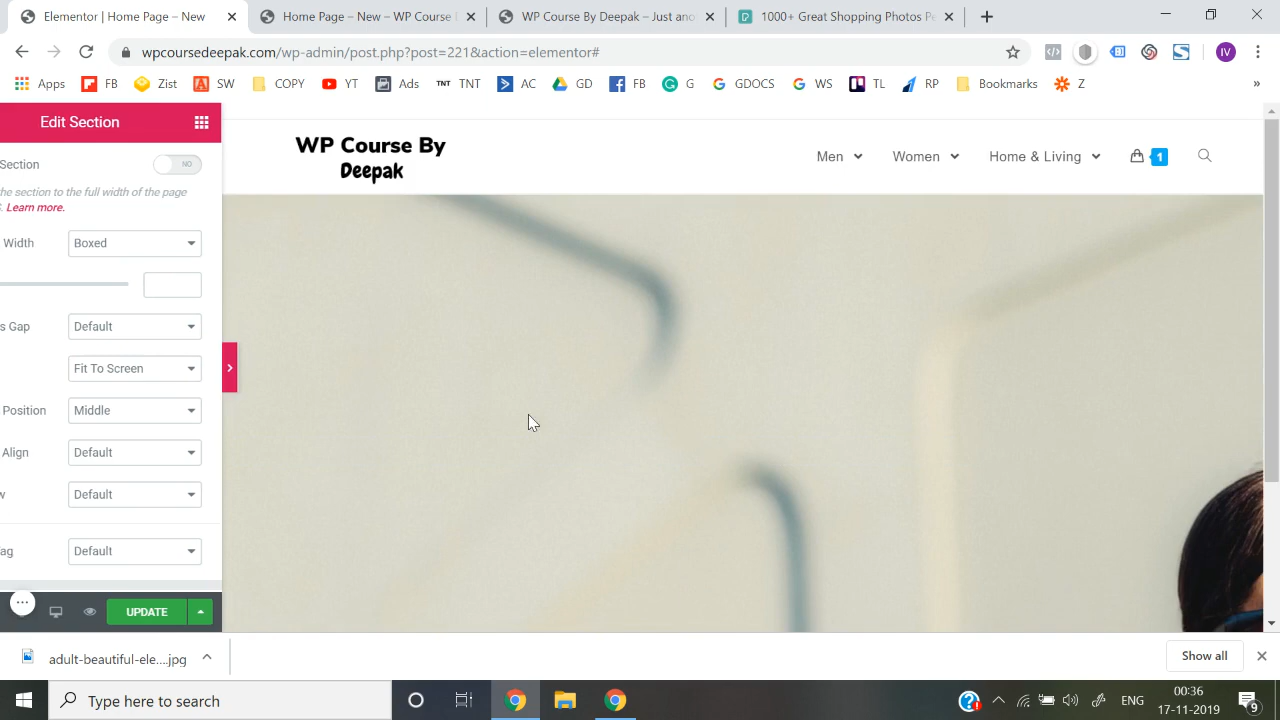 Elementor | Home Page – New
Home Page – New – WP Course
WP Course By Deepak – Just ano
1000+ Great Shopping Photos Pe
wpcoursedeepak.com/wp-admin/post.php?post=221&action=elementor#
IV
Apps FB Zist SW COPY YT Ads TNT TNT AC GD FB G GDOCS WS TL RP Bookmarks Z »
Edit Section
Section NO
he section to the full width of the page
Learn more.
Width Boxed
s Gap Default
Fit To Screen
Position Middle
Align Default
w Default
ag Default
UPDATE
WP Course By
Deepak
Men Women Home & Living 1
adult-beautiful-ele....jpg
Show all
Type here to search
ENG
00:36
17-11-2019
9